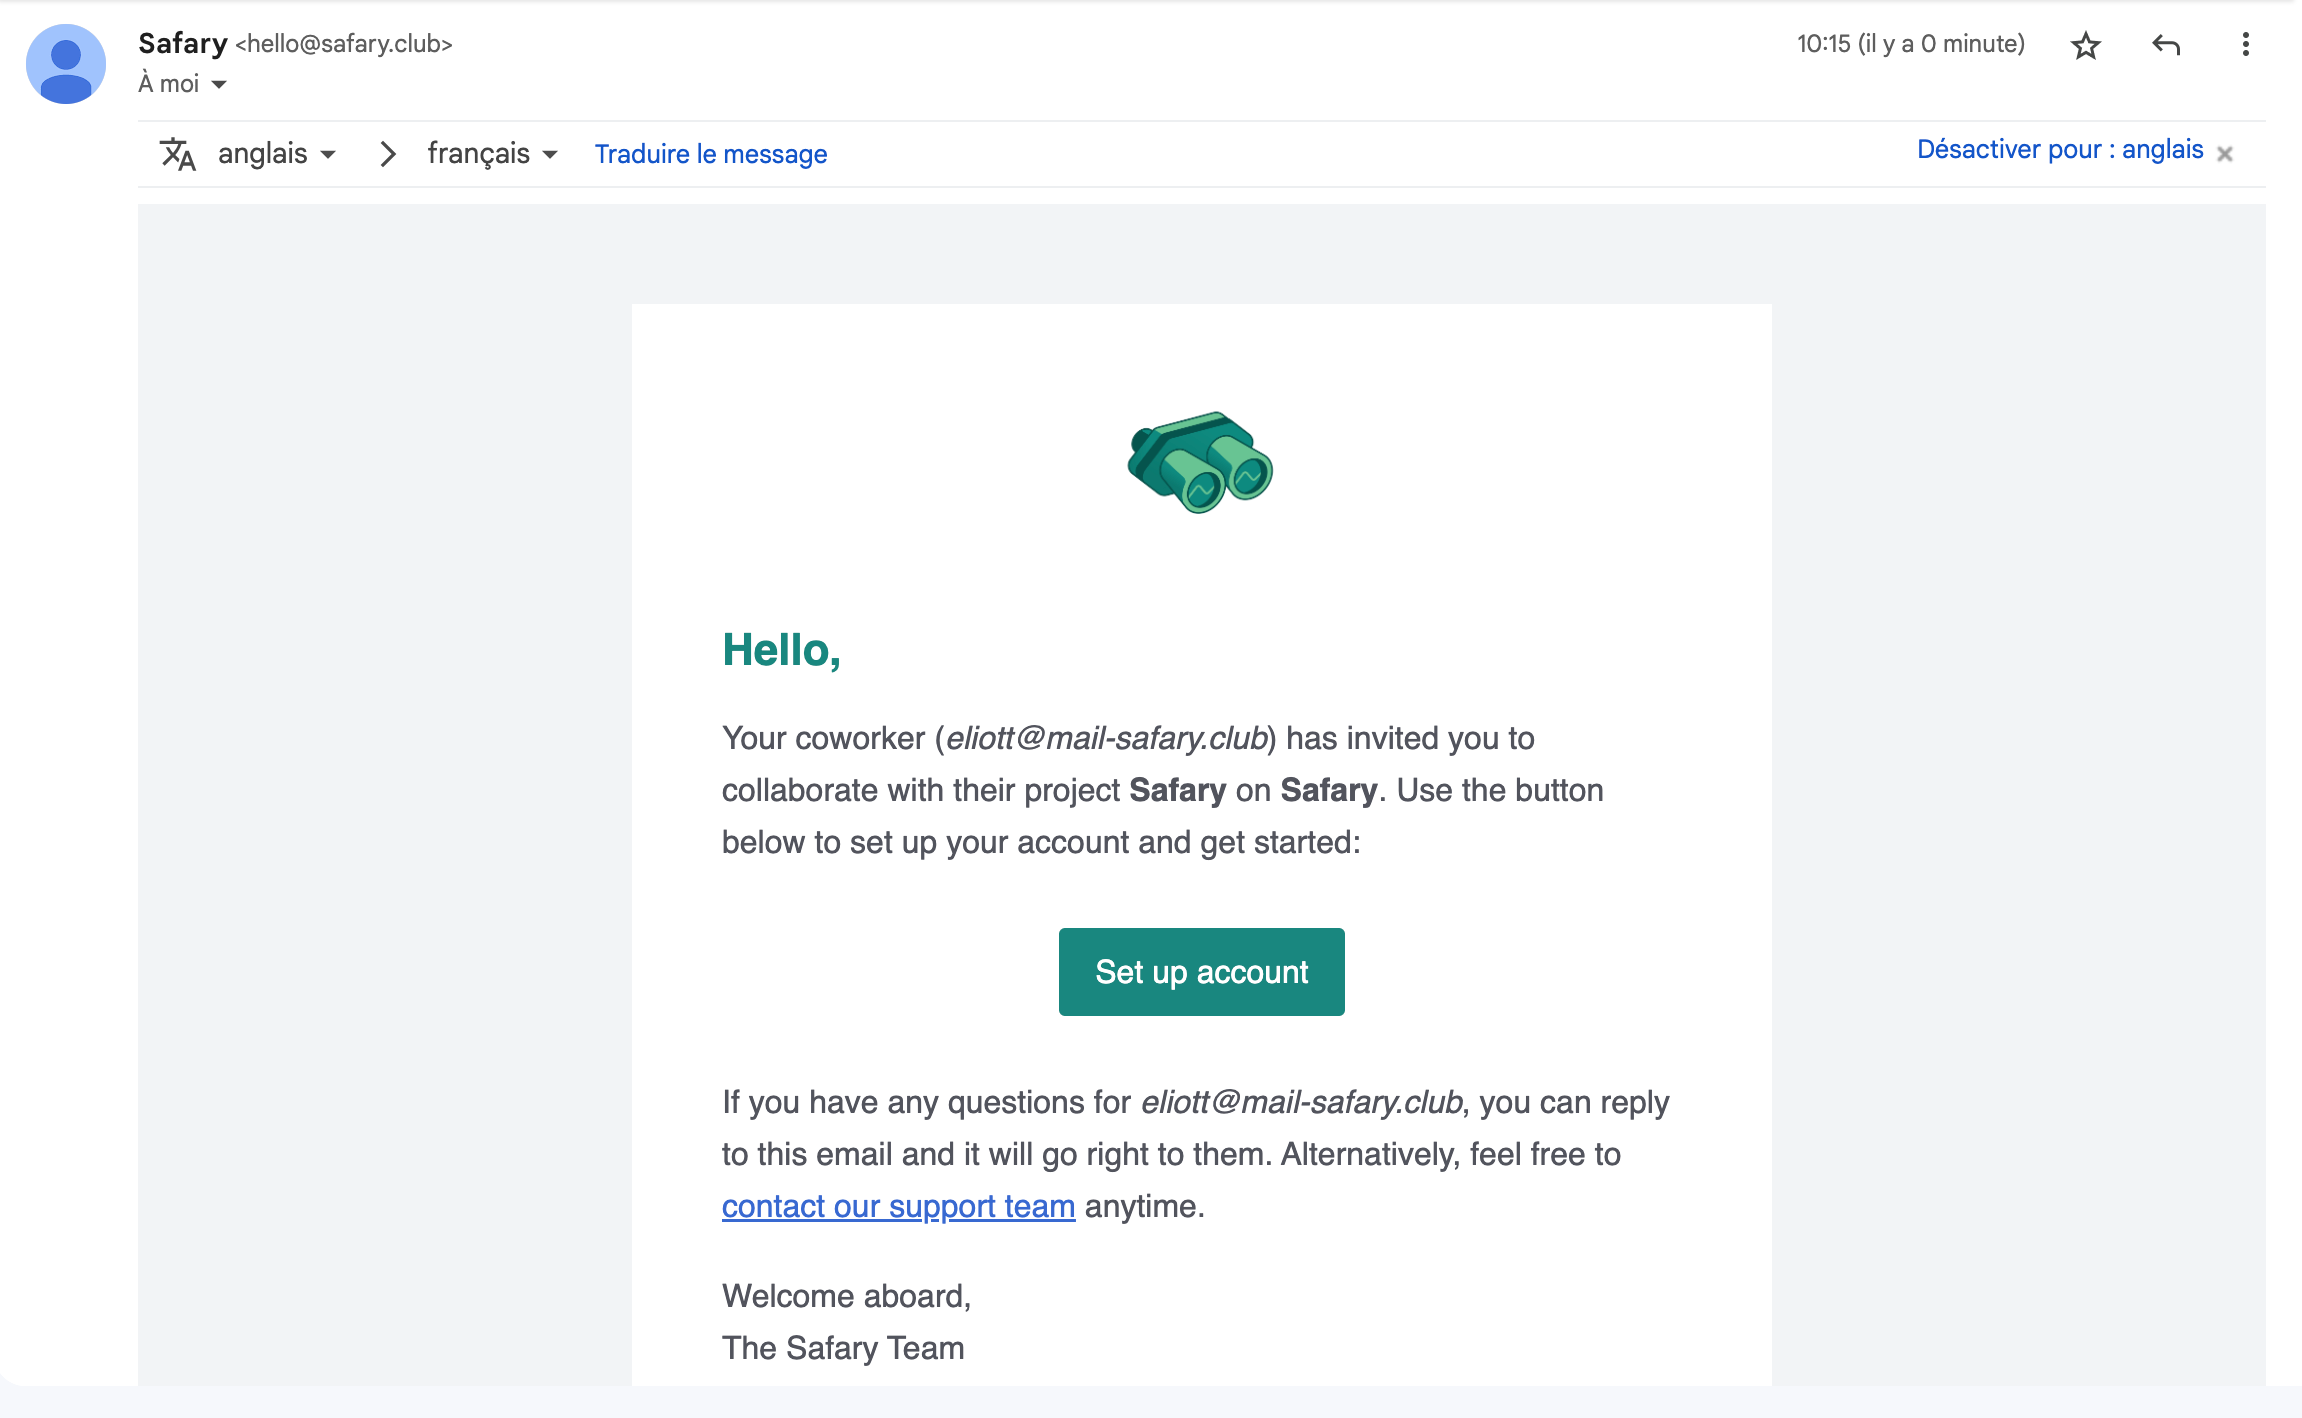 Safary <hello@safary.club>
10:15 (il y a 0 minute)
À moi
anglais
français
Traduire le message
Désactiver pour : anglais
Hello,
Your coworker (eliott@mail-safary.club) has invited you to
collaborate with their project Safary on Safary. Use the button
below to set up your account and get started:
Set up account
If you have any questions for eliott@mail-safary.club, you can reply
to this email and it will go right to them. Alternatively, feel free to
contact our support team anytime.
Welcome aboard,
The Safary Team